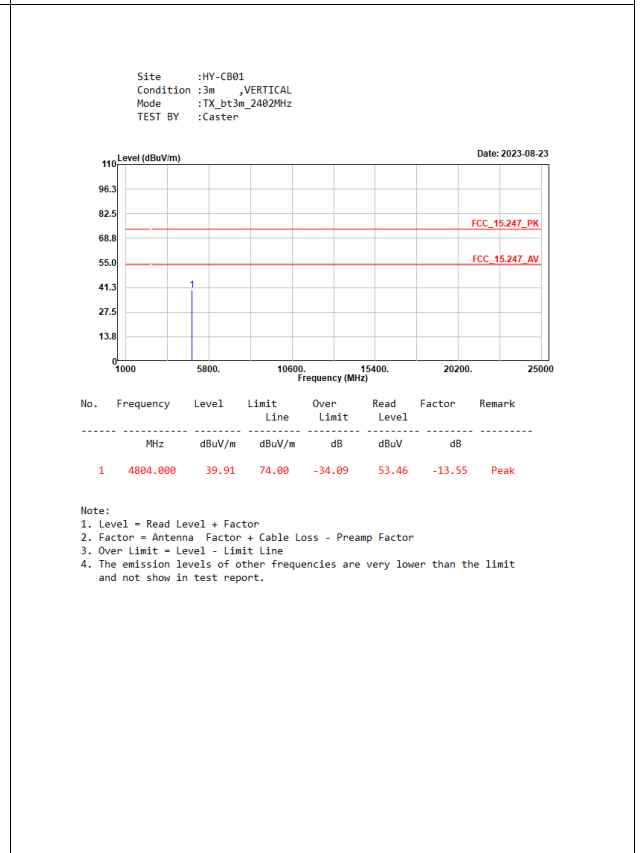 Site :HY-CB01
Condition :3m ,VERTICAL
Mode :TX_bt3m_2402MHz
TEST BY :Caster
Level (dBuV/m) Date: 2023-08-23
110
96.3
82.5
FCC_15.247_PK
68.8
55.0 FCC_15.247_AV
41.3 1
27.5
13.8
0
1000 5800. 10600. 15400. 20200. 25000
Frequency (MHz)
No. Frequency Level Limit Over Read Factor Remark
Line Limit Level
------ ----------- -------- --------- --------- --------- -------- ---------
MHz dBuV/m dBuV/m dB dBuV dB
1 4804.000 39.91 74.00 -34.09 53.46 -13.55 Peak
Note:
1. Level = Read Level + Factor
2. Factor = Antenna  Factor + Cable Loss - Preamp Factor
3. Over Limit = Level - Limit Line
4. The emission levels of other frequencies are very lower than the limit
and not show in test report.